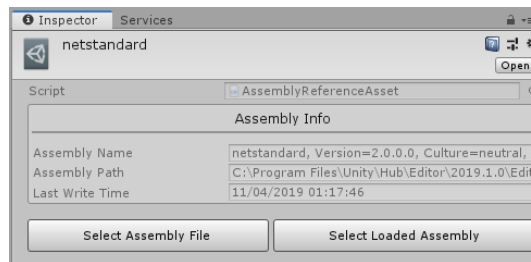 Inspector Services
netstandard
Open
Script AssemblyReferenceAsset
Assembly Info
Assembly Name netstandard, Version=2.0.0.0, Culture=neutral,
Assembly Path C:\Program Files\Unity\Hub\Editor\2019.1.0\Edit
Last Write Time 11/04/2019 01:17:46
Select Assembly File Select Loaded Assembly